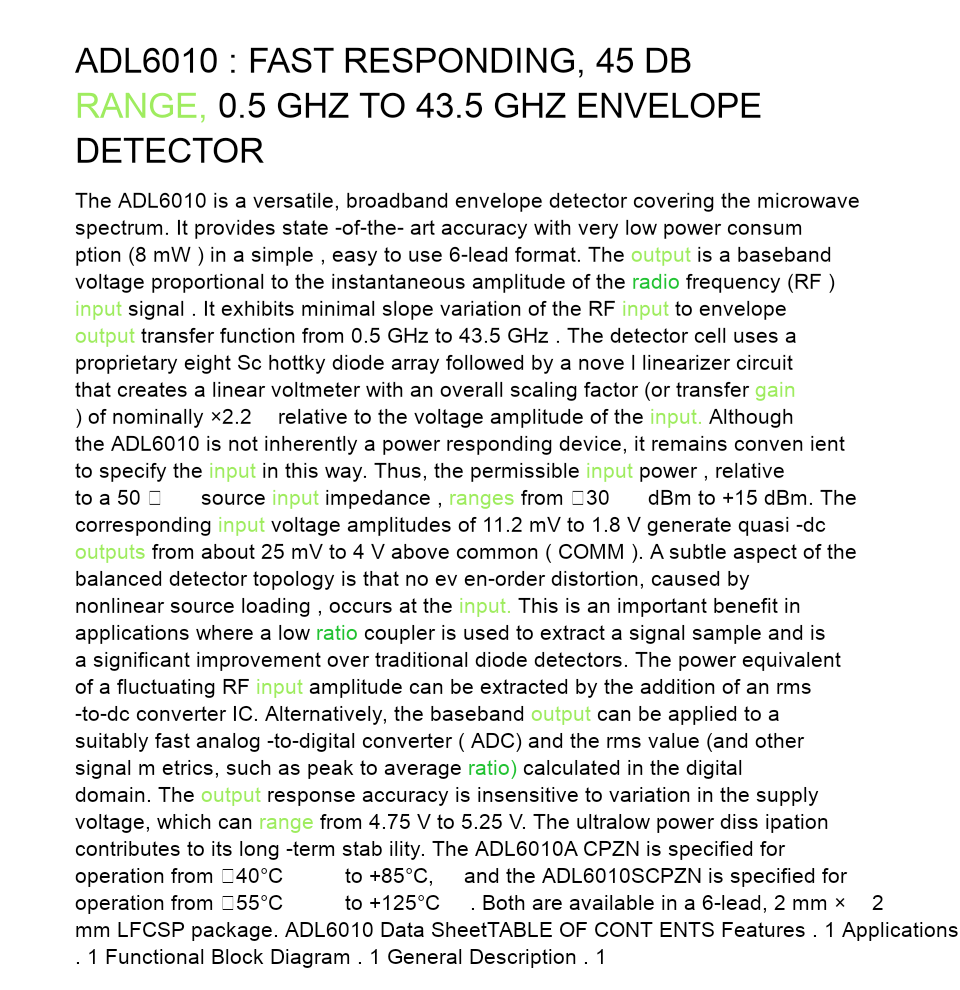 ADL6010 : FAST RESPONDING, 45 DB
RANGE, 0.5 GHZ TO 43.5 GHZ ENVELOPE
DETECTOR
The ADL6010 is a versatile, broadband envelope detector covering the microwave
spectrum. It provides state -of-the- art accuracy with very low power consum
ption (8 mW ) in a simple , easy to use 6-lead format. The output is a baseband
voltage proportional to the instantaneous amplitude of the radio frequency (RF )
input signal . It exhibits minimal slope variation of the RF input to envelope
output transfer function from 0.5 GHz to 43.5 GHz . The detector cell uses a
proprietary eight Sc hottky diode array followed by a nove l linearizer circuit
that creates a linear voltmeter with an overall scaling factor (or transfer gain
) of nominally ×2.2 relative to the voltage amplitude of the input. Although
the ADL6010 is not inherently a power responding device, it remains conven ient
to specify the input in this way. Thus, the permissible input power , relative
to a 50 □ source input impedance , ranges from □30 dBm to +15 dBm. The
corresponding input voltage amplitudes of 11.2 mV to 1.8 V generate quasi -dc
outputs from about 25 mV to 4 V above common ( COMM ). A subtle aspect of the
balanced detector topology is that no ev en-order distortion, caused by
nonlinear source loading , occurs at the input. This is an important benefit in
applications where a low ratio coupler is used to extract a signal sample and is
a significant improvement over traditional diode detectors. The power equivalent
of a fluctuating RF input amplitude can be extracted by the addition of an rms
-to-dc converter IC. Alternatively, the baseband output can be applied to a
suitably fast analog -to-digital converter ( ADC) and the rms value (and other
signal m etrics, such as peak to average ratio) calculated in the digital
domain. The output response accuracy is insensitive to variation in the supply
voltage, which can range from 4.75 V to 5.25 V. The ultralow power diss ipation
contributes to its long -term stab ility. The ADL6010A CPZN is specified for
operation from □40°C to +85°C, and the ADL6010SCPZN is specified for
operation from □55°C to +125°C . Both are available in a 6-lead, 2 mm × 2
mm LFCSP package. ADL6010 Data SheetTABLE OF CONT ENTS Features . 1 Applications
. 1 Functional Block Diagram . 1 General Description . 1